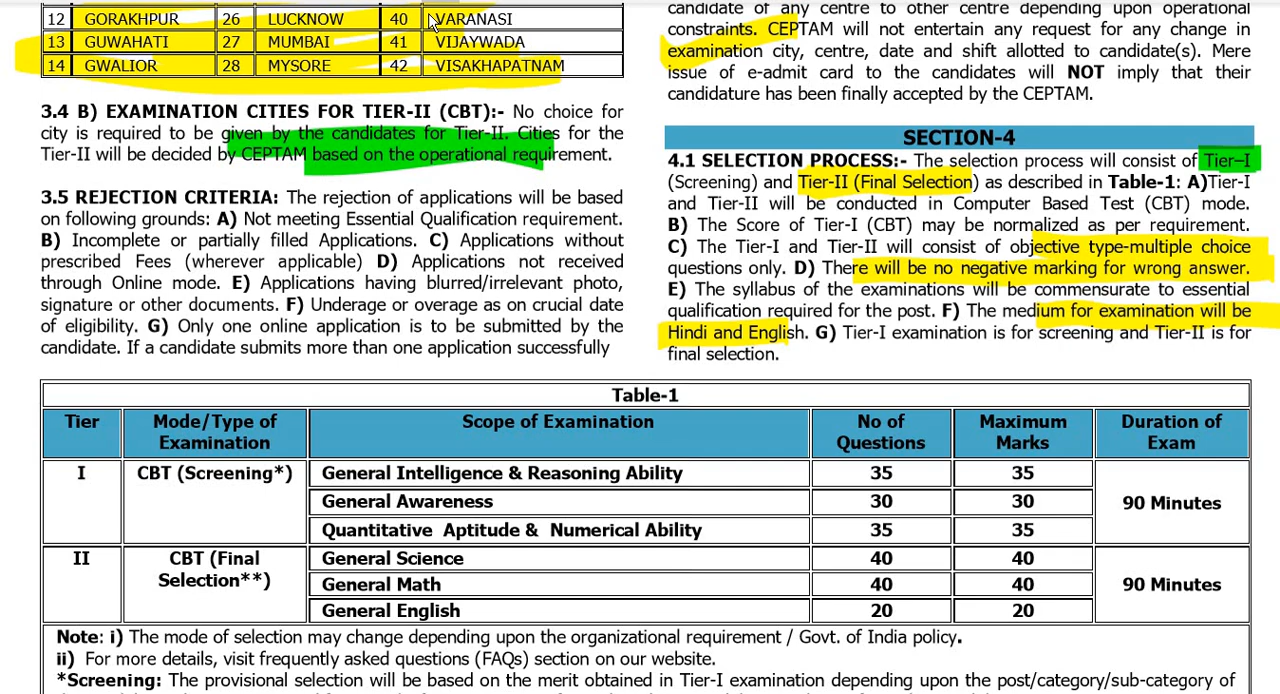 12 GORAKHPUR 26 LUCKNOW 40 VARANASI
13 GUWAHATI 27 MUMBAI 41 VIJAYWADA
14 GWALIOR 28 MYSORE 42 VISAKHAPATNAM
3.4 B) EXAMINATION CITIES FOR TIER-II (CBT):- No choice for
city is required to be given by the candidates for Tier-II. Cities for the
Tier-II will be decided by CEPTAM based on the operational requirement.
3.5 REJECTION CRITERIA: The rejection of applications will be based
on following grounds: A) Not meeting Essential Qualification requirement.
B) Incomplete or partially filled Applications. C) Applications without
prescribed Fees (wherever applicable) D) Applications not received
through Online mode. E) Applications having blurred/irrelevant photo,
signature or other documents. F) Underage or overage as on crucial date
of eligibility. G) Only one online application is to be submitted by the
candidate. If a candidate submits more than one application successfully
candidate of any centre to other centre depending upon operational
constraints. CEPTAM will not entertain any request for any change in
examination city, centre, date and shift allotted to candidate(s). Mere
issue of e-admit card to the candidates will NOT imply that their
candidature has been finally accepted by the CEPTAM.
SECTION-4
4.1 SELECTION PROCESS:- The selection process will consist of Tier–I
(Screening) and Tier-II (Final Selection) as described in Table-1: A)Tier-I
and Tier-II will be conducted in Computer Based Test (CBT) mode.
B) The Score of Tier-I (CBT) may be normalized as per requirement.
C) The Tier-I and Tier-II will consist of objective type-multiple choice
questions only. D) There will be no negative marking for wrong answer.
E) The syllabus of the examinations will be commensurate to essential
qualification required for the post. F) The medium for examination will be
Hindi and English. G) Tier-I examination is for screening and Tier-II is for
final selection.
Table-1
Tier Mode/Type of Examination Scope of Examination No of Questions Maximum Marks Duration of Exam
I CBT (Screening*) General Intelligence & Reasoning Ability 35 35 90 Minutes
General Awareness 30 30
Quantitative Aptitude & Numerical Ability 35 35
II CBT (Final Selection**) General Science 40 40 90 Minutes
General Math 40 40
General English 20 20
Note: i) The mode of selection may change depending upon the organizational requirement / Govt. of India policy.
ii) For more details, visit frequently asked questions (FAQs) section on our website.
*Screening: The provisional selection will be based on the merit obtained in Tier-I examination depending upon the post/category/sub-category of